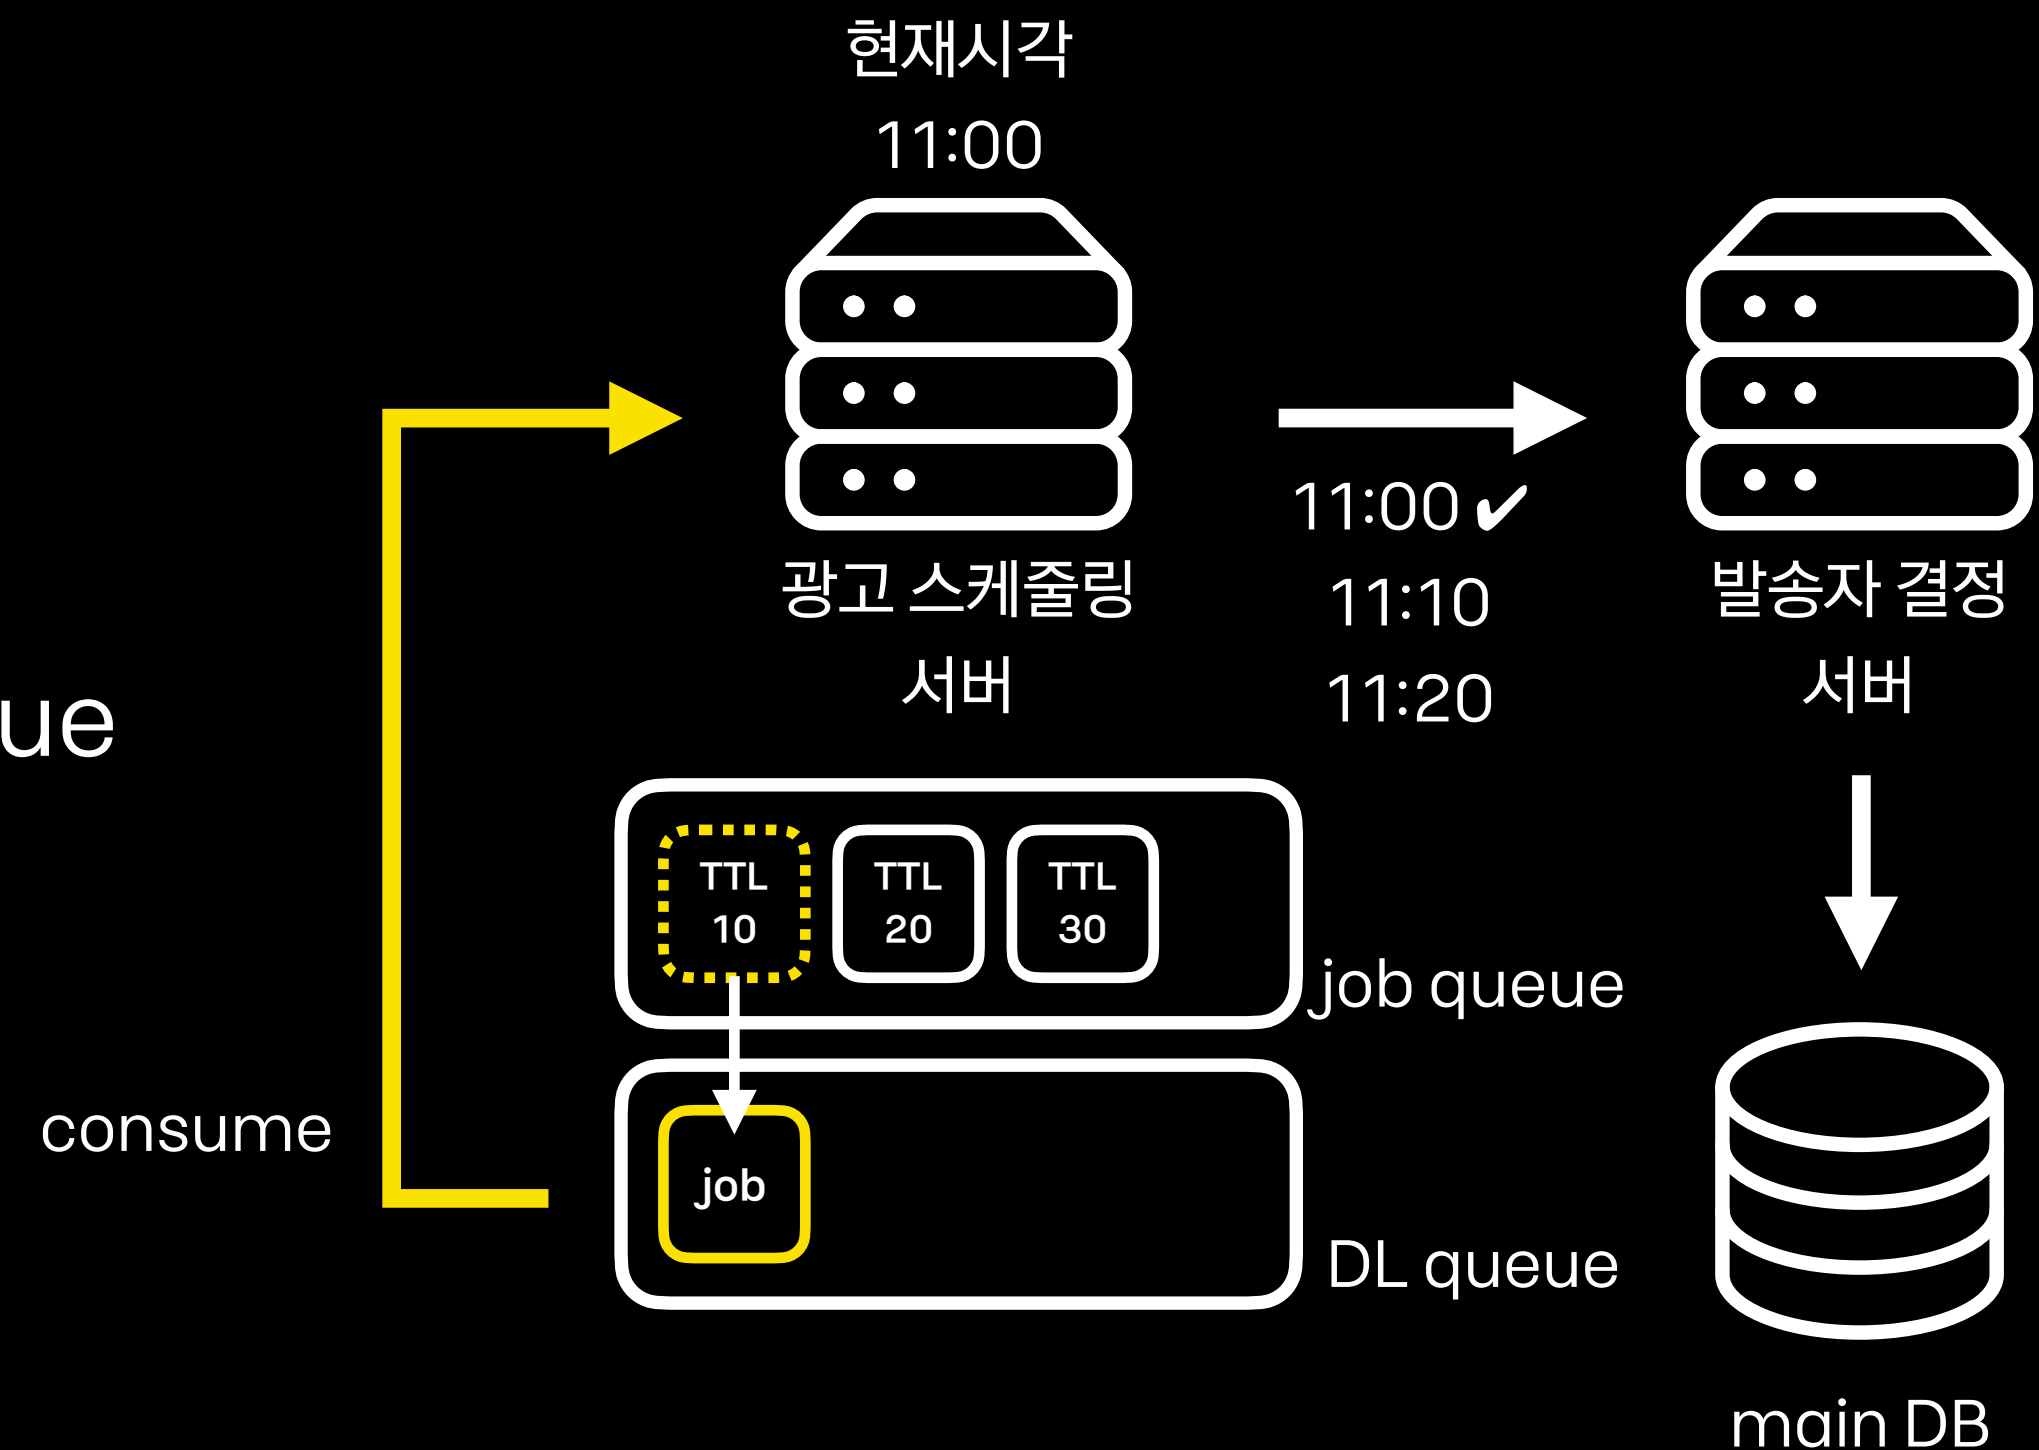 현재시각
11:00
11:00 ✔
11:10
11:20
광고 스케줄링
서버
발송자 결정
서버
ue
TTL
10
TTL
20
TTL
30
job queue
consume
job
DL queue
main DB